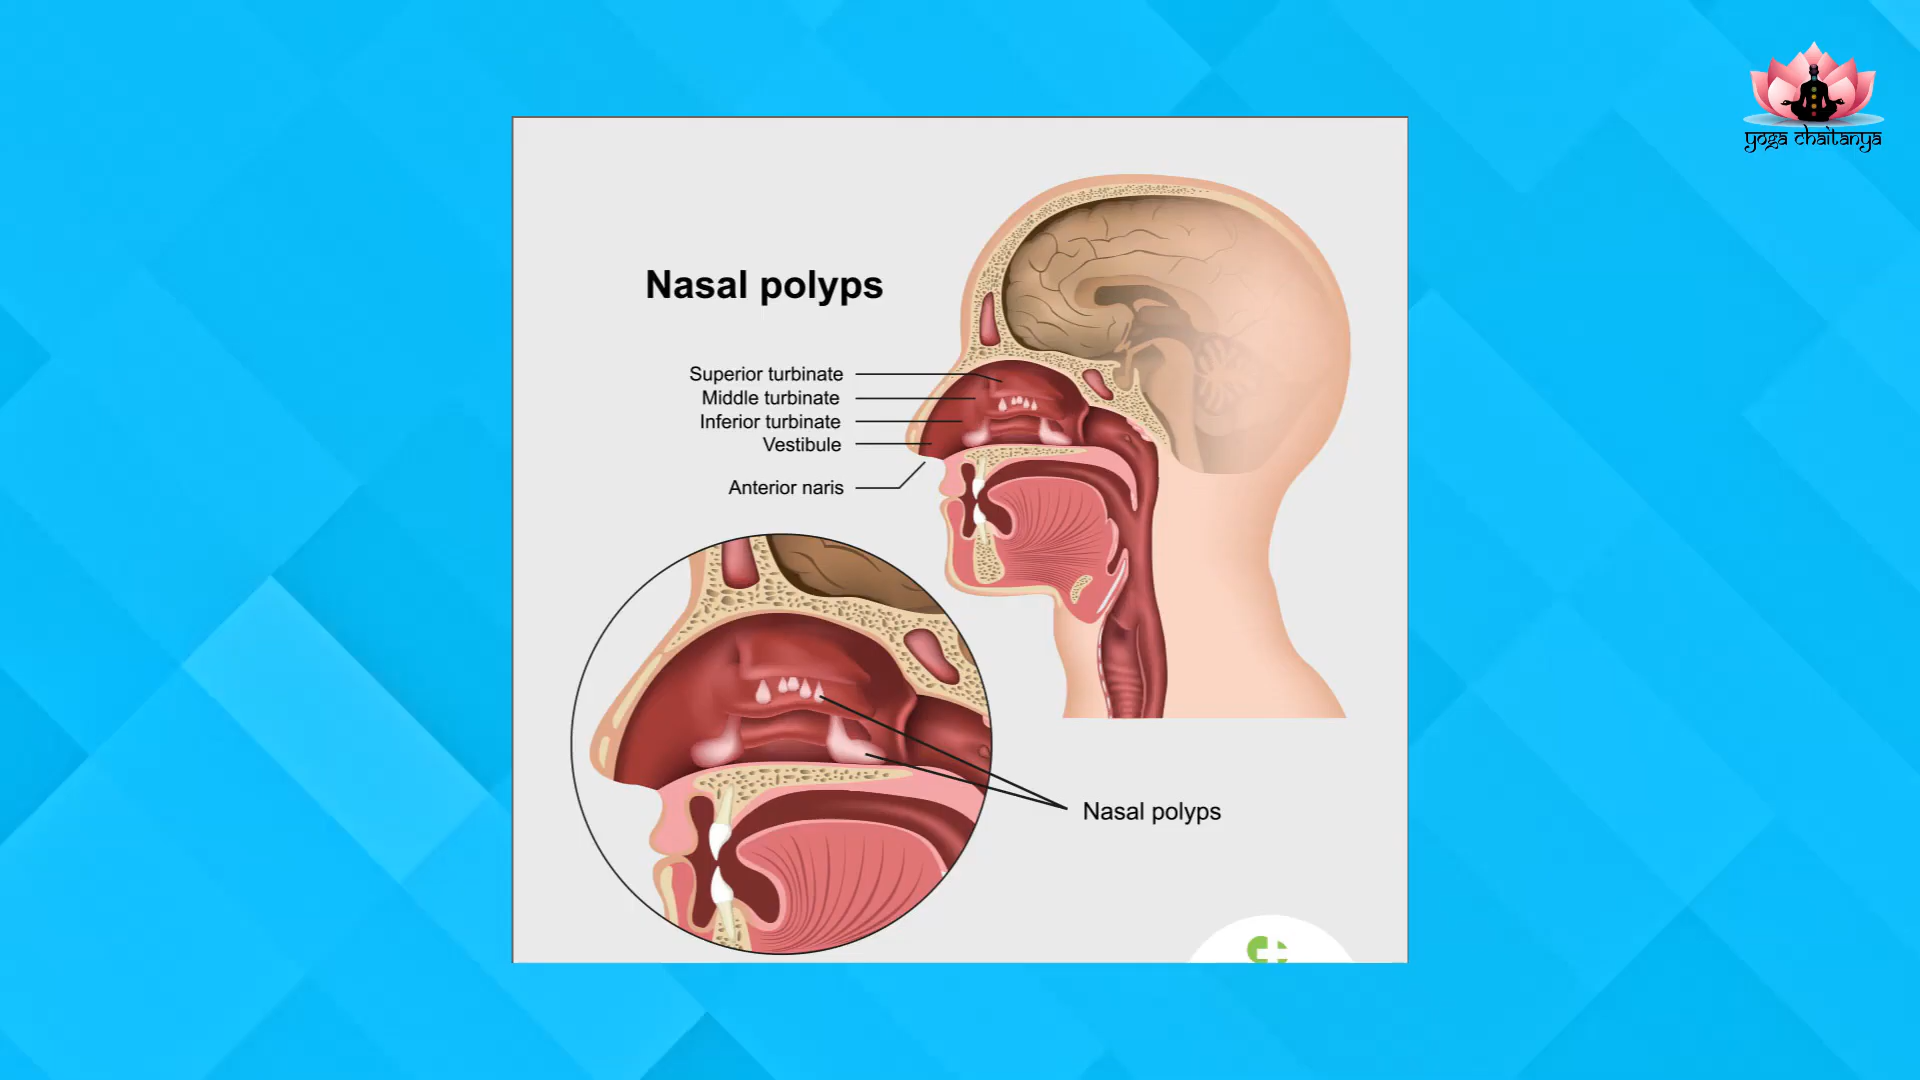 yoga chaitanya
Nasal polyps
Superior turbinate
Middle turbinate
Inferior turbinate
Vestibule
Anterior naris
Nasal polyps